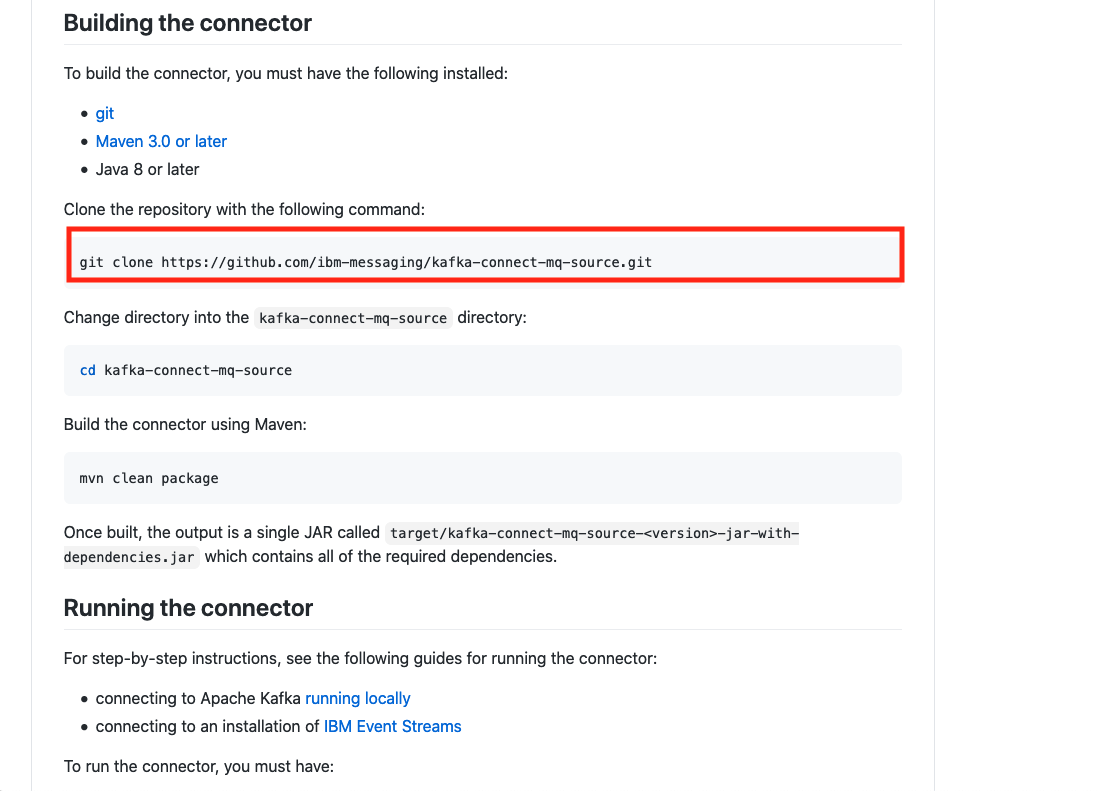 Building the connector
To build the connector, you must have the following installed:
git
Maven 3.0 or later
Java 8 or later
Clone the repository with the following command:
git clone https://github.com/ibm-messaging/kafka-connect-mq-source.git
Change directory into the kafka-connect-mq-source directory:
cd kafka-connect-mq-source
Build the connector using Maven:
mvn clean package
Once built, the output is a single JAR called target/kafka-connect-mq-source-<version>-jar-with-
dependencies.jar which contains all of the required dependencies.
Running the connector
For step-by-step instructions, see the following guides for running the connector:
connecting to Apache Kafka running locally
connecting to an installation of IBM Event Streams
To run the connector, you must have: